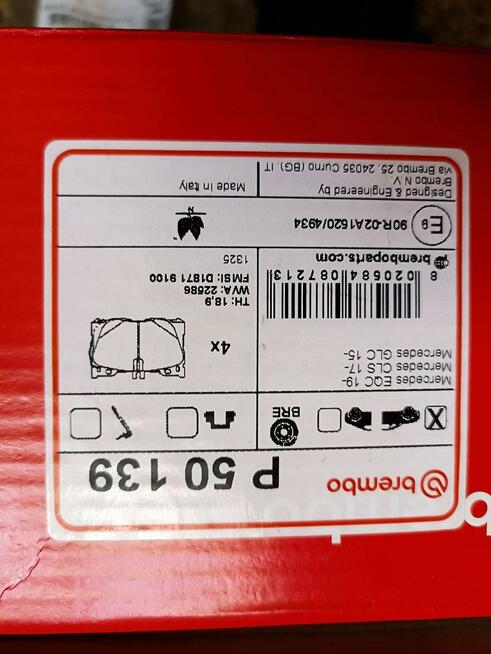 brembo
P 50 139
X
BRE
Mercedes EQC 19-
Mercedes CLS 17-
Mercedes GLC 15-
4x
TH: 18,9
WVA: 22586
FMSI: D1871 9100
1325
8 020584 087213
bremboparts.com
E9
90R-02A1520/4934
N
Designed & Engineered by
Brembo N.V.
via Brembo 25, 24035 Curno (BG), IT
Made in Italy